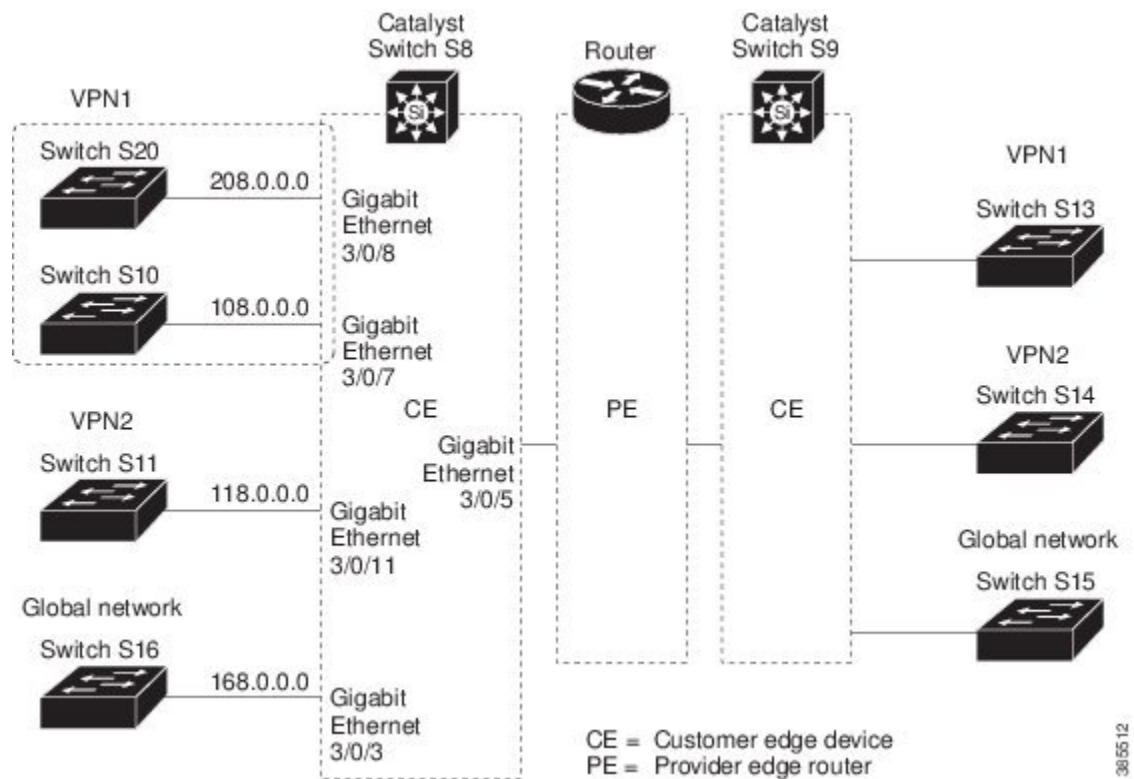 Catalyst
Switch S8
Router
Catalyst
Switch S9
Si
Si
VPN1
Switch S20
208.0.0.0
Gigabit
Ethernet
3/0/8
Switch S10
108.0.0.0
Gigabit
Ethernet
3/0/7
VPN2
Switch S11
118.0.0.0
Gigabit
Ethernet
3/0/11
Global network
Switch S16
168.0.0.0
Gigabit
Ethernet
3/0/3
CE
Gigabit
Ethernet
3/0/5
PE
CE
VPN1
Switch S13
VPN2
Switch S14
Global network
Switch S15
CE = Customer edge device
PE = Provider edge router
385512